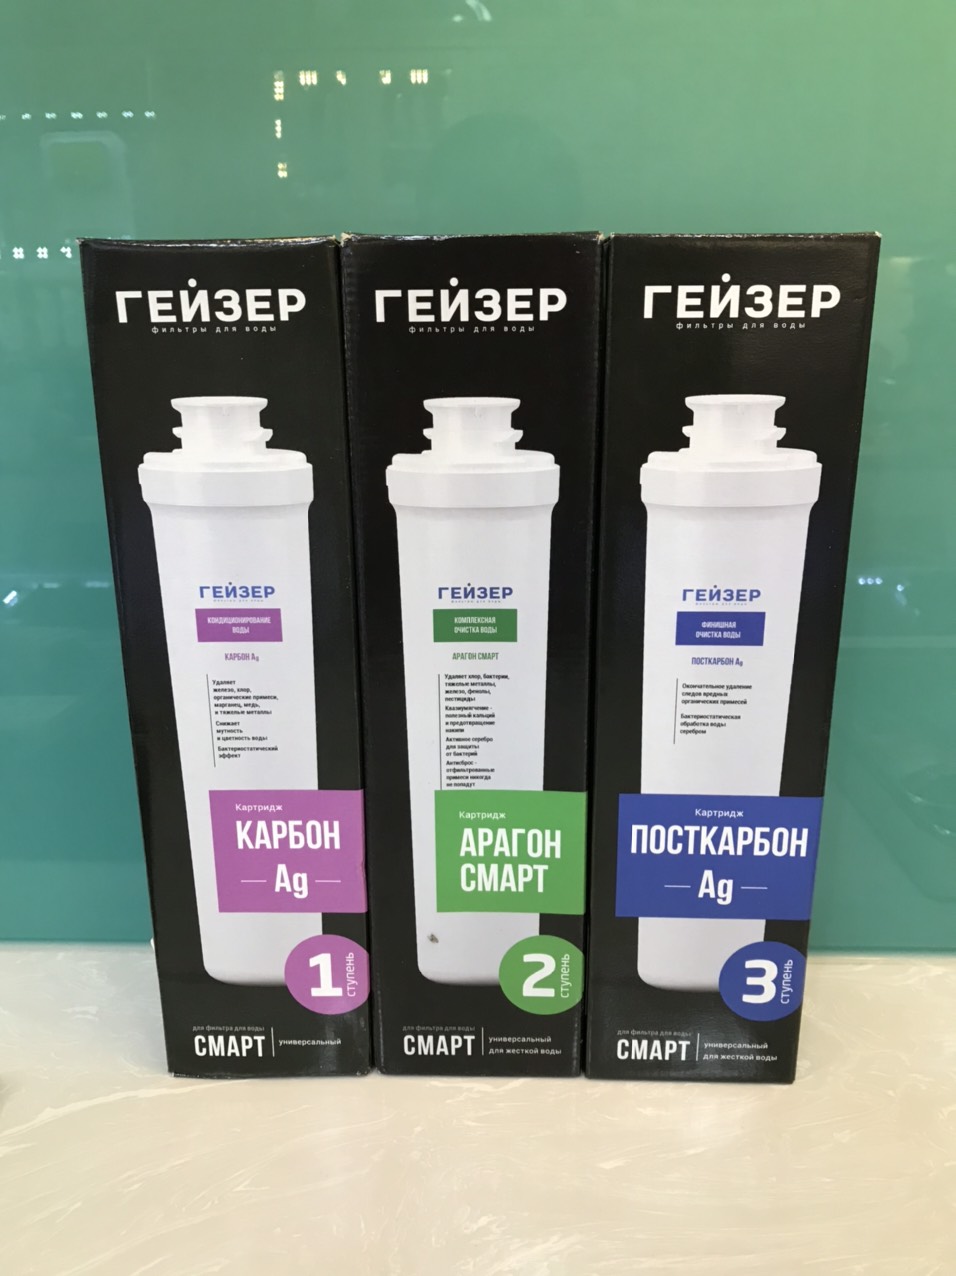 ГЕЙЗЕР
фильтры для воды
ГЕЙЗЕР
КОНДИЦИОНИРОВАНИЕ
ВОДЫ
КАРБОН Ag
Удаляет
железо, хлор,
органические примеси,
марганец, медь,
и тяжелые металлы
Снижает
мутность
и цветность воды
Бактериостатический
эффект
Картридж
КАРБОН
Ag
1
ступень
для фильтра для воды
СМАРТ
универсальный
ГЕЙЗЕР
фильтры для воды
ГЕЙЗЕР
КОМПЛЕКСНАЯ
ОЧИСТКА ВОДЫ
АРАГОН СМАРТ
Удаляет хлор, бактерии,
тяжелые металлы,
железо, фенолы,
пестициды
Квазиумягчение -
полезный кальций
и предотвращение
накипи
Активное серебро
для защиты
от бактерий
Антисброс -
отфильтрованные
примеси никогда
не попадут
Картридж
АРАГОН
СМАРТ
2
ступень
для фильтра для воды
СМАРТ
универсальный
для жесткой воды
ГЕЙЗЕР
фильтры для воды
ГЕЙЗЕР
ФИНИШНАЯ
ОЧИСТКА ВОДЫ
ПОСТКАРБОН Ag
Окончательное удаление
следов вредных
органических примесей
Бактериостатическая
обработка воды
серебром
Картридж
ПОСТКАРБОН
Ag
3
ступень
для фильтра для воды
СМАРТ
универсальный
для жесткой воды